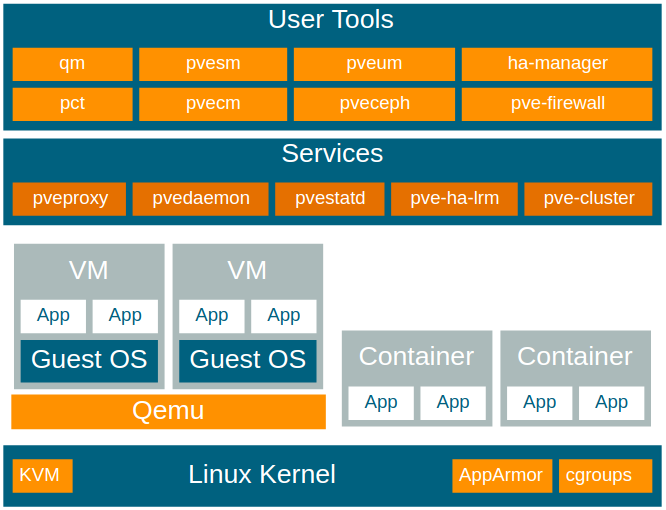 User Tools
qm pvesm pveum ha-manager
pct pvecm pveceph pve-firewall
Services
pveproxy pvedaemon pvestatd pve-ha-lrm pve-cluster
VM VM
App App App App
Guest OS Guest OS
Container Container
App App App App
Qemu
KVM Linux Kernel AppArmor cgroups